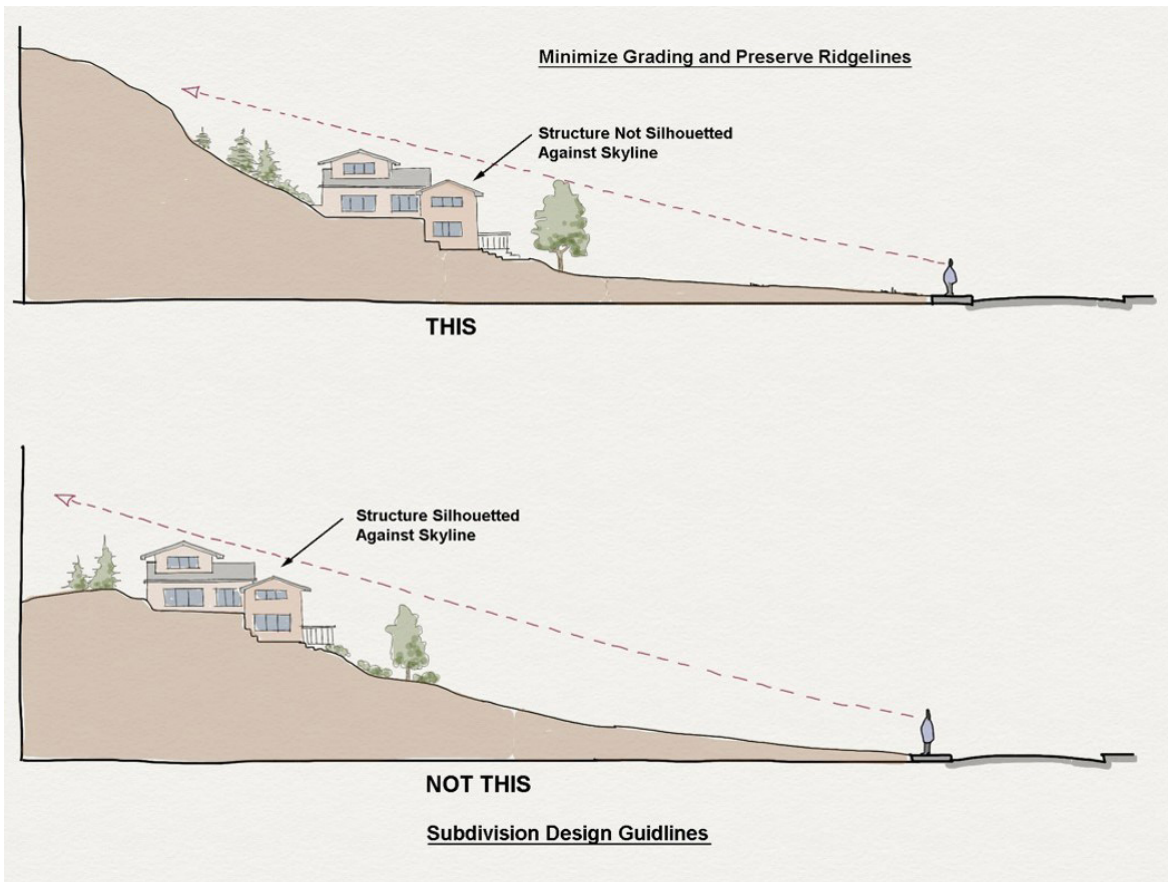 Minimize Grading and Preserve Ridgelines
Structure Not Silhouetted
Against Skyline
THIS
Structure Silhouetted
Against Skyline
NOT THIS
Subdivision Design Guidlines